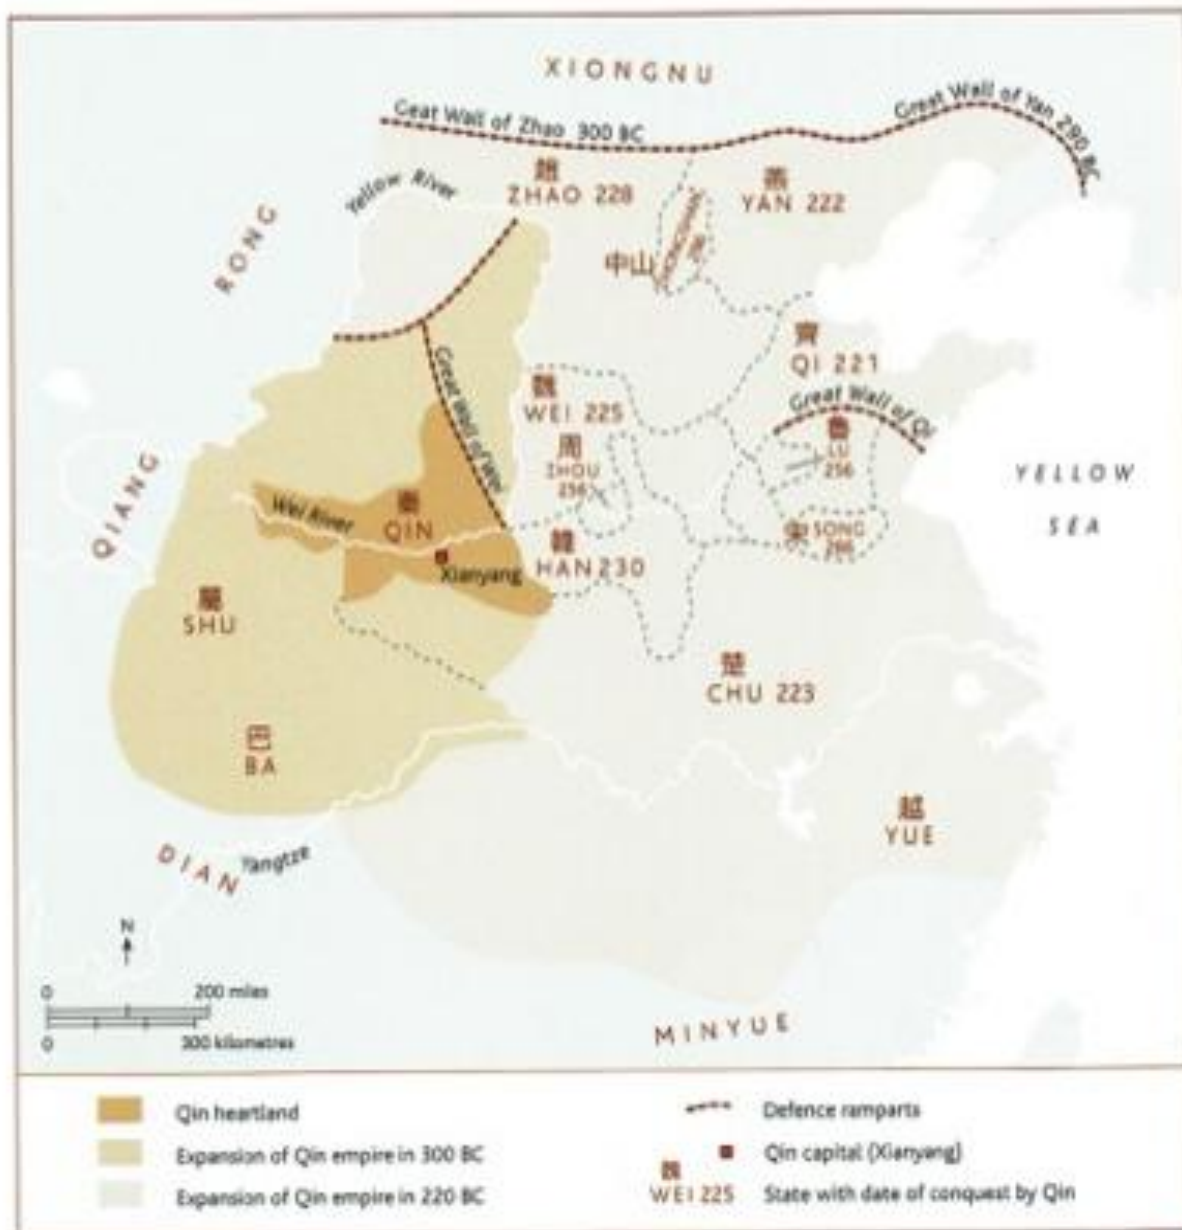 XIONGNU
Geat Wall of Zhao 300 BC
Great Wall of Yan 290 BC
Yellow River
趙
ZHAO 228
燕
YAN 222
RONG
中山
ZHONGSHAN
296
齊
QI 221
Great Wall of Wei
魏
WEI 225
Great Wall of Qi
魯
LU
256
周
ZHOU
256
QIANG
YELLOW
SEA
Wei River
秦
QIN
宋
SONG
286
韓
HAN 230
Xianyang
蜀
SHU
楚
CHU 223
巴
BA
越
YUE
DIAN
Yangtze
N
0 200 miles
0 300 kilometres
MINYUE
Qin heartland
Expansion of Qin empire in 300 BC
Expansion of Qin empire in 220 BC
Defence ramparts
Qin capital (Xianyang)
魏
WEI 225 State with date of conquest by Qin